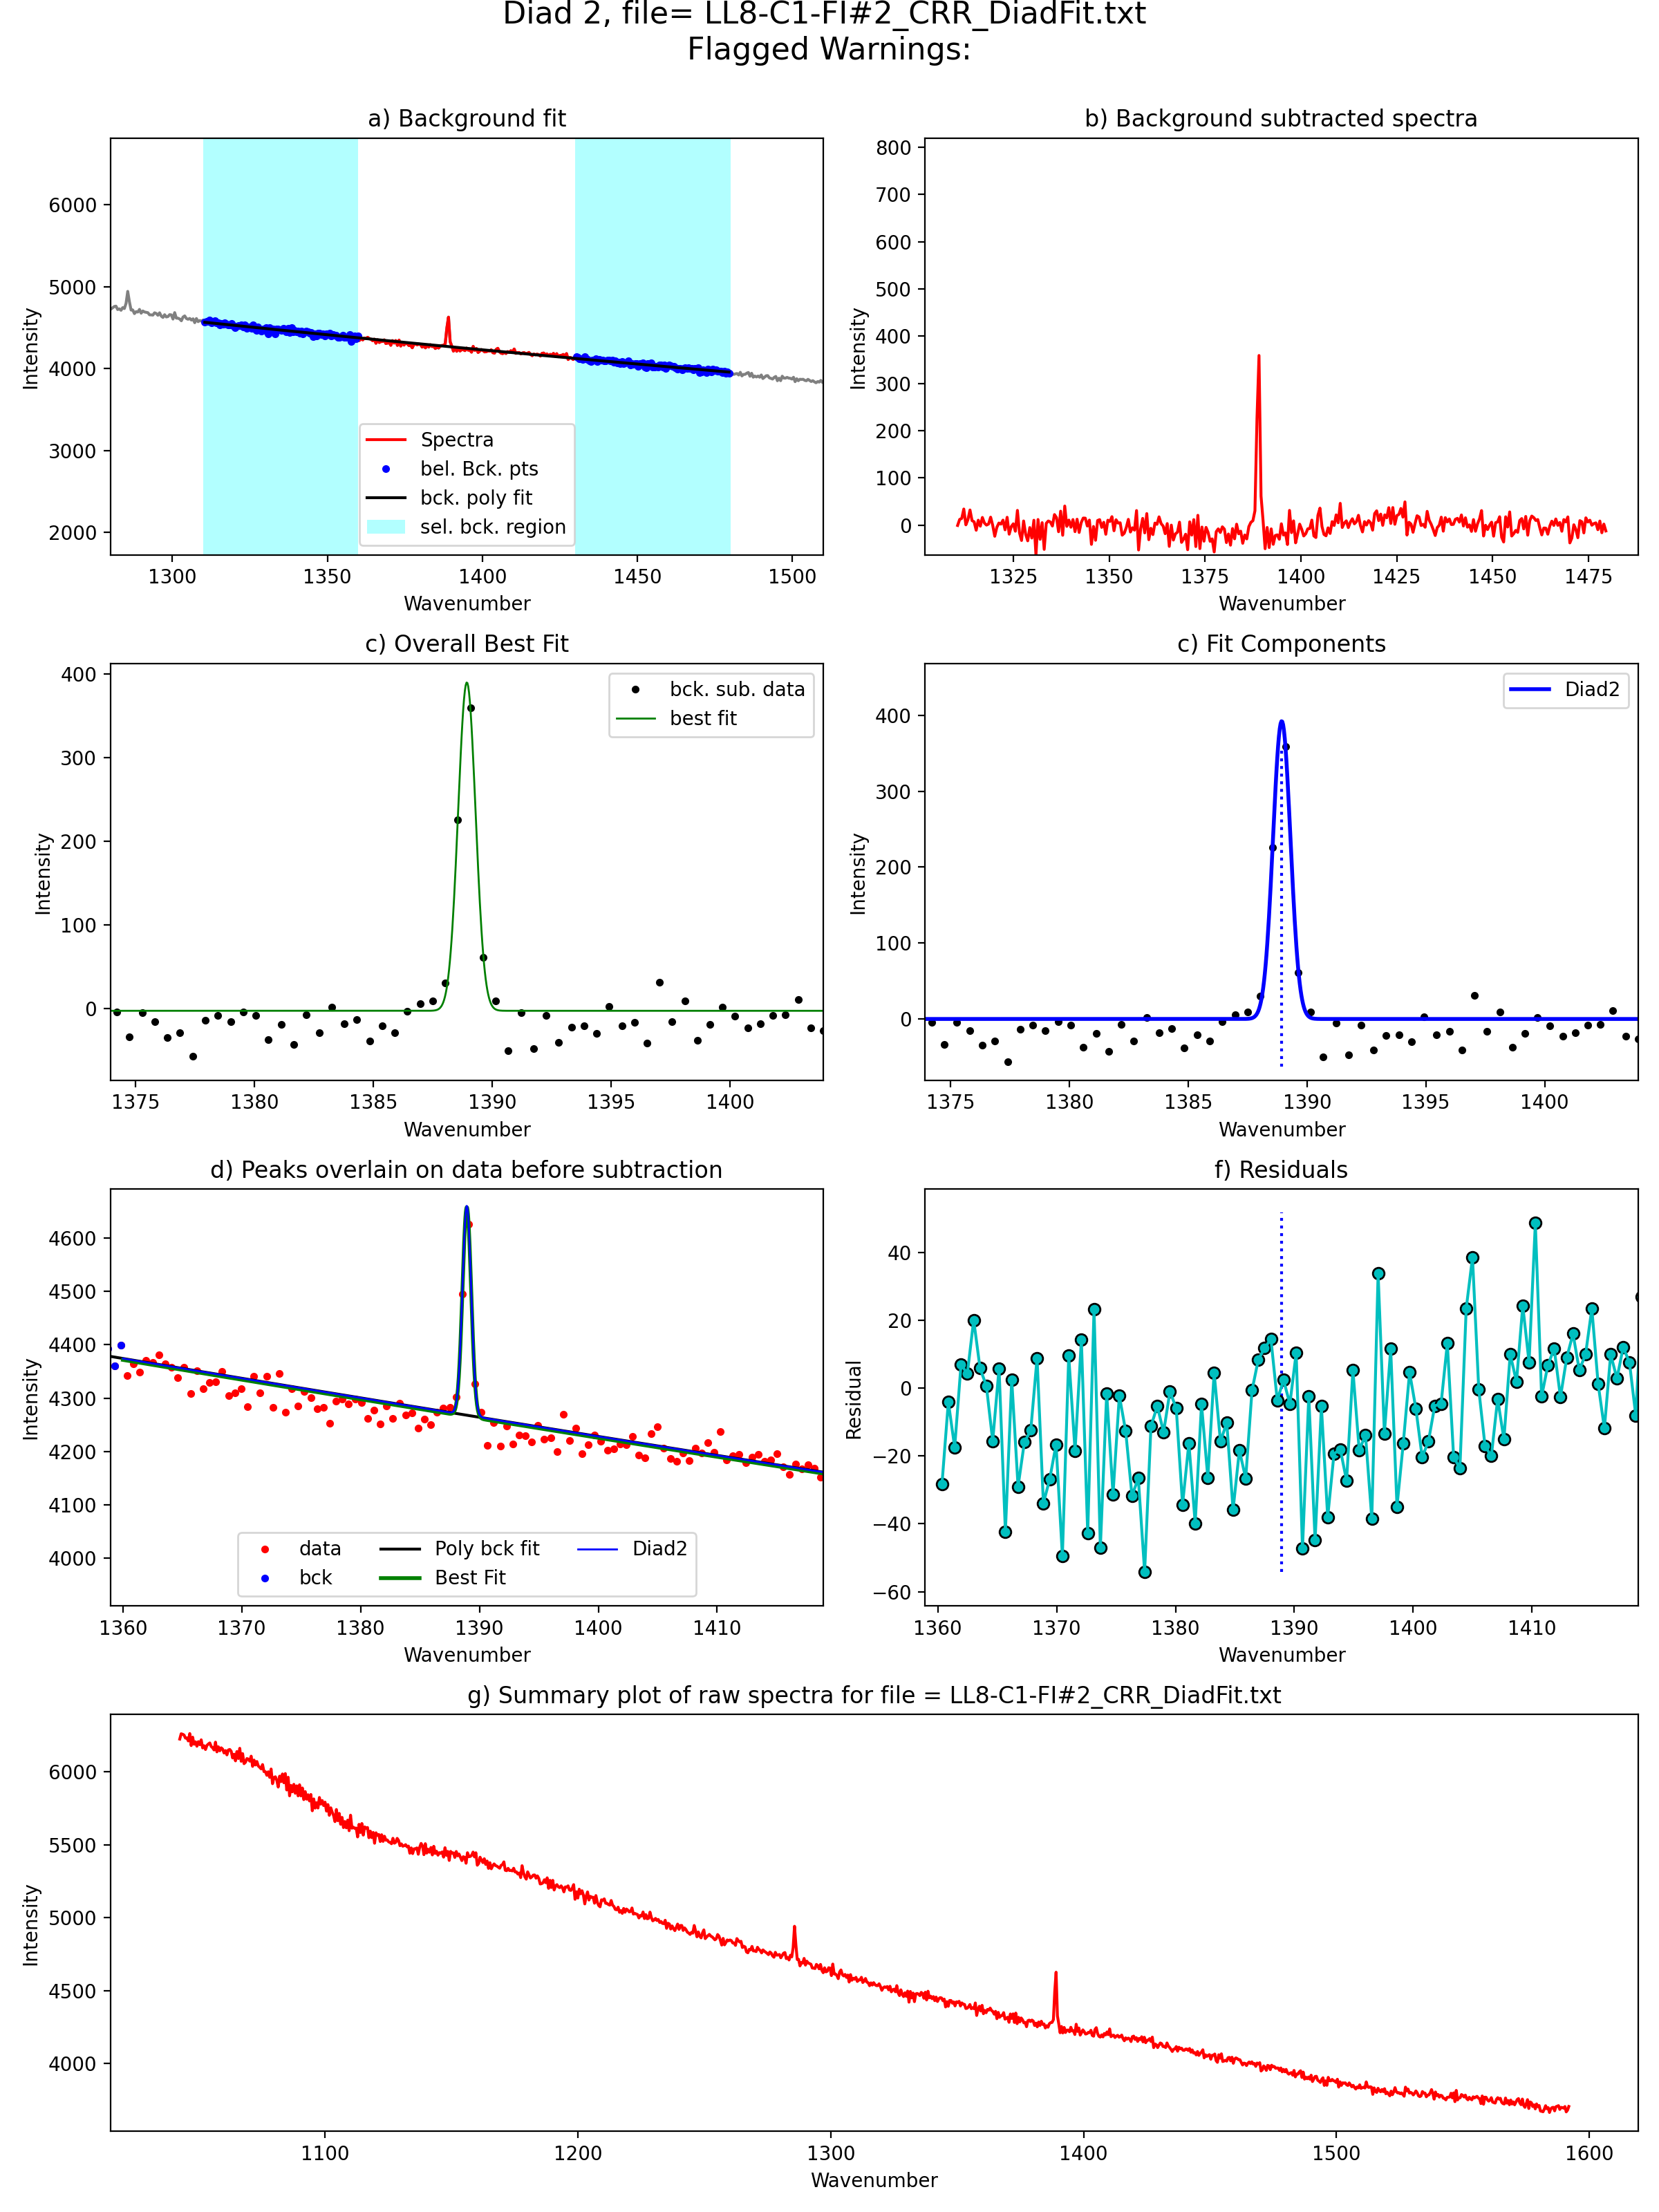 Diad 2, file= LL8-C1-FI#2_CRR_DiadFit.txt
Flagged Warnings:
a) Background fit
Intensity
6000
5000
4000
3000
2000
Spectra
bel. Bck. pts
bck. poly fit
sel. bck. region
1300 1350 1400 1450 1500
Wavenumber
b) Background subtracted spectra
Intensity
800
700
600
500
400
300
200
100
0
1325 1350 1375 1400 1425 1450 1475
Wavenumber
c) Overall Best Fit
Intensity
400
300
200
100
0
bck. sub. data
best fit
1375 1380 1385 1390 1395 1400
Wavenumber
c) Fit Components
Intensity
400
300
200
100
0
Diad2
1375 1380 1385 1390 1395 1400
Wavenumber
d) Peaks overlain on data before subtraction
Intensity
4600
4500
4400
4300
4200
4100
4000
data Poly bck fit Diad2
bck Best Fit
1360 1370 1380 1390 1400 1410
Wavenumber
f) Residuals
Residual
40
20
0
−20
−40
−60
1360 1370 1380 1390 1400 1410
Wavenumber
g) Summary plot of raw spectra for file = LL8-C1-FI#2_CRR_DiadFit.txt
Intensity
6000
5500
5000
4500
4000
1100 1200 1300 1400 1500 1600
Wavenumber